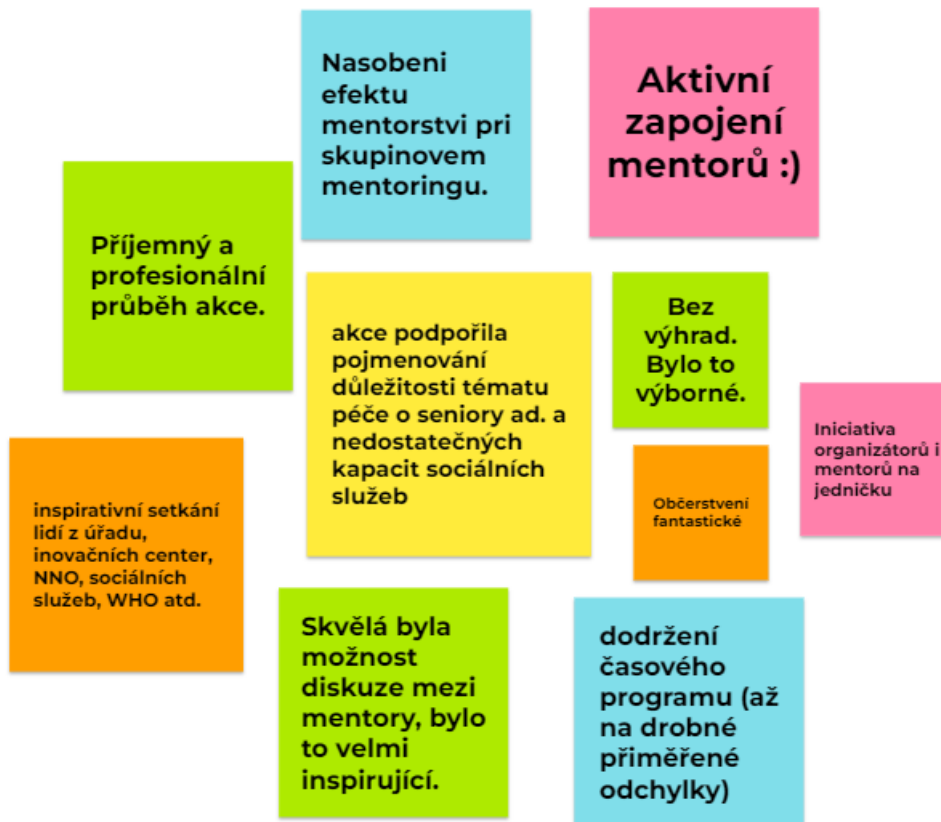 Nasobeni
efektu
mentorstvi pri
skupinovem
mentoringu.
Aktivní
zapojení
mentorů :)
Příjemný a
profesionální
průběh akce.
akce podpořila
pojmenování
důležitosti tématu
péče o seniory ad. a
nedostatečných
kapacit sociálních
služeb
Bez
výhrad.
Bylo to
výborné.
Iniciativa
organizátorů i
mentorů na
jedničku
inspirativní setkání
lidí z úřadu,
inovačních center,
NNO, sociálních
služeb, WHO atd.
Občerstvení
fantastické
Skvělá byla
možnost
diskuze mezi
mentory, bylo
to velmi
inspirující.
dodržení
časového
programu (až
na drobné
přiměřené
odchylky)